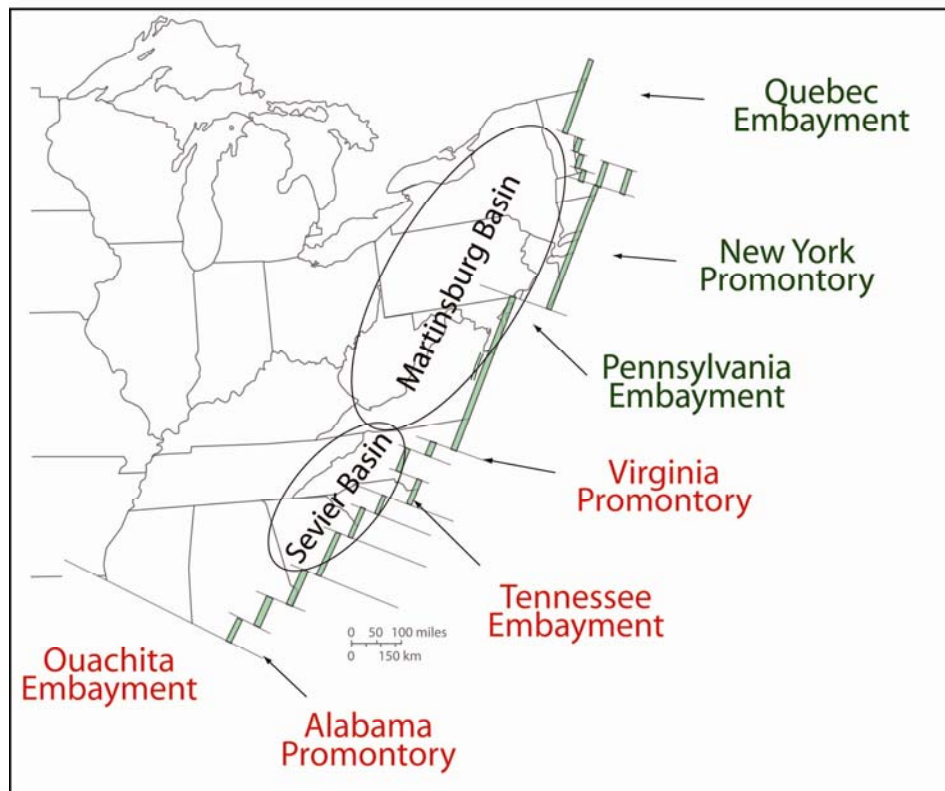 Quebec
Embayment
New York
Promontory
Martinsburg Basin
Pennsylvania
Embayment
Virginia
Promontory
Sevier Basin
Tennessee
Embayment
0 50 100 miles
0 150 km
Ouachita
Embayment
Alabama
Promontory